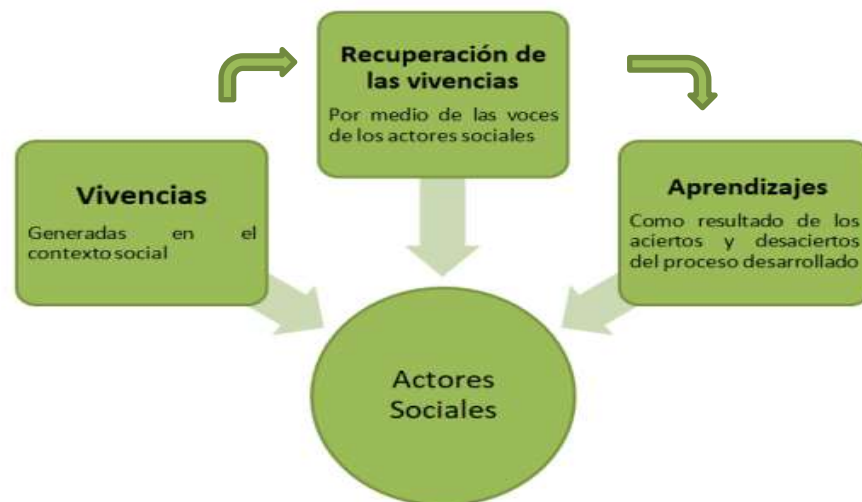 Recuperación de
las vivencias
Por medio de las voces
de los actores sociales
Vivencias
Generadas en el
contexto social
Aprendizajes
Como resultado de los
aciertos y desaciertos
del proceso desarrollado
Actores
Sociales